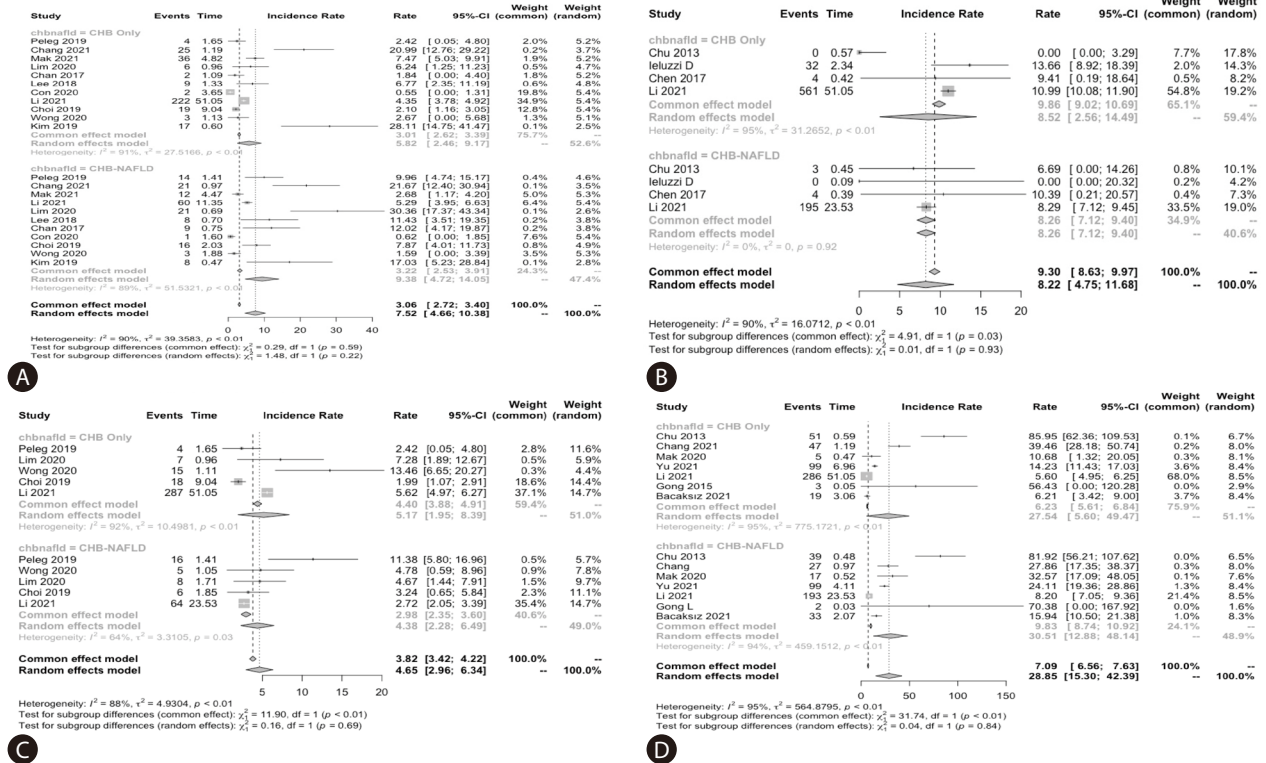 Study Events Time Incidence Rate Rate 95%-CI Weight (common) Weight (random)
chbnafld = CHB Only
Peleg 2019 4 1.65 2.42 [ 0.05; 4.80] 2.0% 5.2%
Chang 2021 25 1.19 20.99 [12.76; 29.22] 0.2% 3.7%
Mak 2021 36 4.82 7.47 [ 5.03; 9.91] 1.9% 5.2%
Lim 2020 6 0.96 6.24 [ 1.25; 11.23] 0.5% 4.7%
Chan 2017 2 1.09 1.84 [ 0.00; 4.40] 1.8% 5.2%
Lee 2018 9 1.33 6.77 [ 2.35; 11.19] 0.6% 4.8%
Con 2020 2 3.65 0.55 [ 0.00; 1.31] 19.8% 5.4%
Li 2021 222 51.05 4.35 [ 3.78; 4.92] 34.9% 5.4%
Choi 2019 19 9.04 2.10 [ 1.16; 3.05] 12.8% 5.4%
Wong 2020 3 1.13 2.67 [ 0.00; 5.68] 1.3% 5.1%
Kim 2019 17 0.60 28.11 [14.75; 41.47] 0.1% 2.5%
Common effect model 3.01 [ 2.62; 3.39] 75.7% --
Random effects model 5.82 [ 2.46; 9.17] -- 52.6%
Heterogeneity: I² = 91%, τ² = 27.5166, p < 0.01
chbnafld = CHB-NAFLD
Peleg 2019 14 1.41 9.96 [ 4.74; 15.17] 0.4% 4.6%
Chang 2021 21 0.97 21.67 [12.40; 30.94] 0.1% 3.5%
Mak 2021 12 4.47 2.68 [ 1.17; 4.20] 5.0% 5.3%
Li 2021 60 11.35 5.29 [ 3.95; 6.63] 6.4% 5.4%
Lim 2020 21 0.69 30.36 [17.37; 43.34] 0.1% 2.6%
Lee 2018 8 0.70 11.43 [ 3.51; 19.35] 0.2% 3.8%
Chan 2017 9 0.75 12.02 [ 4.17; 19.87] 0.2% 3.8%
Con 2020 1 1.60 0.62 [ 0.00; 1.85] 7.6% 5.4%
Choi 2019 16 2.03 7.87 [ 4.01; 11.73] 0.8% 4.9%
Wong 2020 3 1.88 1.59 [ 0.00; 3.39] 3.5% 5.3%
Kim 2019 8 0.47 17.03 [ 5.23; 28.84] 0.1% 2.8%
Common effect model 3.22 [ 2.53; 3.91] 24.3% --
Random effects model 9.38 [ 4.72; 14.05] -- 47.4%
Heterogeneity: I² = 89%, τ² = 51.5321, p < 0.01
Common effect model 3.06 [ 2.72; 3.40] 100.0% --
Random effects model 7.52 [ 4.66; 10.38] -- 100.0%
0 10 20 30 40
Heterogeneity: I² = 90%, τ² = 39.3583, p < 0.01
Test for subgroup differences (common effect): χ₁² = 0.29, df = 1 (p = 0.59)
Test for subgroup differences (random effects): χ₁² = 1.48, df = 1 (p = 0.22)
A
Study Events Time Incidence Rate Rate 95%-CI Weight (common) Weight (random)
chbnafld = CHB Only
Chu 2013 0 0.57 0.00 [ 0.00; 3.29] 7.7% 17.8%
Ieluzzi D 32 2.34 13.66 [ 8.92; 18.39] 2.0% 14.3%
Chen 2017 4 0.42 9.41 [ 0.19; 18.64] 0.5% 8.2%
Li 2021 561 51.05 10.99 [10.08; 11.90] 54.8% 19.2%
Common effect model 9.86 [ 9.02; 10.69] 65.1% --
Random effects model 8.52 [ 2.56; 14.49] -- 59.4%
Heterogeneity: I² = 95%, τ² = 31.2652, p < 0.01
chbnafld = CHB-NAFLD
Chu 2013 3 0.45 6.69 [ 0.00; 14.26] 0.8% 10.1%
Ieluzzi D 0 0.09 0.00 [ 0.00; 20.32] 0.2% 4.2%
Chen 2017 4 0.39 10.39 [ 0.21; 20.57] 0.4% 7.3%
Li 2021 195 23.53 8.29 [ 7.12; 9.45] 33.5% 19.0%
Common effect model 8.26 [ 7.12; 9.40] 34.9% --
Random effects model 8.26 [ 7.12; 9.40] -- 40.6%
Heterogeneity: I² = 0%, τ² = 0, p = 0.92
Common effect model 9.30 [ 8.63; 9.97] 100.0% --
Random effects model 8.22 [ 4.75; 11.68] -- 100.0%
0 5 10 15 20
Heterogeneity: I² = 90%, τ² = 16.0712, p < 0.01
Test for subgroup differences (common effect): χ₁² = 4.91, df = 1 (p = 0.03)
Test for subgroup differences (random effects): χ₁² = 0.01, df = 1 (p = 0.93)
B
Study Events Time Incidence Rate Rate 95%-CI Weight (common) Weight (random)
chbnafld = CHB Only
Peleg 2019 4 1.65 2.42 [0.05; 4.80] 2.8% 11.6%
Lim 2020 7 0.96 7.28 [1.89; 12.67] 0.5% 5.9%
Wong 2020 15 1.11 13.46 [6.65; 20.27] 0.3% 4.4%
Choi 2019 18 9.04 1.99 [1.07; 2.91] 18.6% 14.2%
Li 2021 287 51.05 5.62 [4.97; 6.27] 37.1% 14.4%
Common effect model 4.40 [3.88; 4.91] 59.4% --
Random effects model 5.17 [1.95; 8.39] -- 51.0%
Heterogeneity: I² = 92%, τ² = 10.4981, p < 0.01
chbnafld = CHB-NAFLD
Peleg 2019 16 1.41 11.38 [5.80; 16.96] 0.5% 5.7%
Wong 2020 5 1.05 4.78 [0.59; 8.96] 0.9% 7.8%
Lim 2020 8 1.71 4.67 [1.44; 7.91] 1.5% 9.7%
Choi 2019 6 1.85 3.24 [0.65; 5.84] 2.3% 11.1%
Li 2021 64 23.53 2.72 [2.05; 3.39] 35.4% 14.7%
Common effect model 2.98 [2.35; 3.60] 40.6% --
Random effects model 4.38 [2.28; 6.49] -- 49.0%
Heterogeneity: I² = 64%, τ² = 3.3105, p = 0.03
Common effect model 3.82 [3.42; 4.22] 100.0% --
Random effects model 4.65 [2.96; 6.34] -- 100.0%
5 10 15 20
Heterogeneity: I² = 88%, τ² = 4.9304, p < 0.01
Test for subgroup differences (common effect): χ₁² = 11.90, df = 1 (p < 0.01)
Test for subgroup differences (random effects): χ₁² = 0.16, df = 1 (p = 0.69)
C
Study Events Time Incidence Rate Rate 95%-CI Weight (common) Weight (random)
chbnafld = CHB Only
Chu 2013 51 0.59 85.95 [62.36; 109.53] 0.1% 6.7%
Chang 2021 47 1.19 39.46 [28.18; 50.74] 0.2% 8.0%
Mak 2020 5 0.47 10.68 [ 1.32; 20.05] 0.3% 8.1%
Yu 2021 99 6.96 14.23 [11.43; 17.03] 3.6% 8.4%
Li 2021 286 51.05 5.60 [ 4.95; 6.25] 68.0% 8.4%
Gong 2015 3 0.05 56.43 [ 0.00; 120.28] 0.0% 2.9%
Bacaksız 2021 19 3.06 6.21 [ 3.42; 9.00] 3.7% 8.4%
Common effect model 6.23 [ 5.61; 6.84] 75.9% --
Random effects model 27.54 [ 5.60; 49.47] -- 51.1%
Heterogeneity: I² = 95%, τ² = 775.1721, p < 0.01
chbnafld = CHB-NAFLD
Chu 2013 39 0.48 81.92 [56.21; 107.62] 0.0% 6.5%
Chang 27 0.97 27.86 [17.35; 38.37] 0.2% 8.0%
Mak 2020 17 0.52 32.57 [17.09; 48.05] 0.1% 7.6%
Yu 2021 99 4.11 24.11 [19.36; 28.86] 1.3% 8.4%
Li 2021 193 23.53 8.20 [ 7.05; 9.36] 21.4% 8.4%
Gong L 2 0.03 70.38 [ 0.00; 167.92] 0.0% 1.6%
Bacaksız 2021 33 2.07 15.94 [10.50; 21.38] 1.0% 8.3%
Common effect model 9.83 [ 8.74; 10.92] 24.1% --
Random effects model 30.51 [12.88; 48.14] -- 48.9%
Heterogeneity: I² = 94%, τ² = 459.1512, p < 0.01
Common effect model 7.09 [ 6.56; 7.63] 100.0% --
Random effects model 28.85 [15.30; 42.39] -- 100.0%
0 50 100 150
Heterogeneity: I² = 95%, τ² = 564.8795, p < 0.01
Test for subgroup differences (common effect): χ₁² = 31.74, df = 1 (p < 0.01)
Test for subgroup differences (random effects): χ₁² = 0.04, df = 1 (p = 0.84)
D